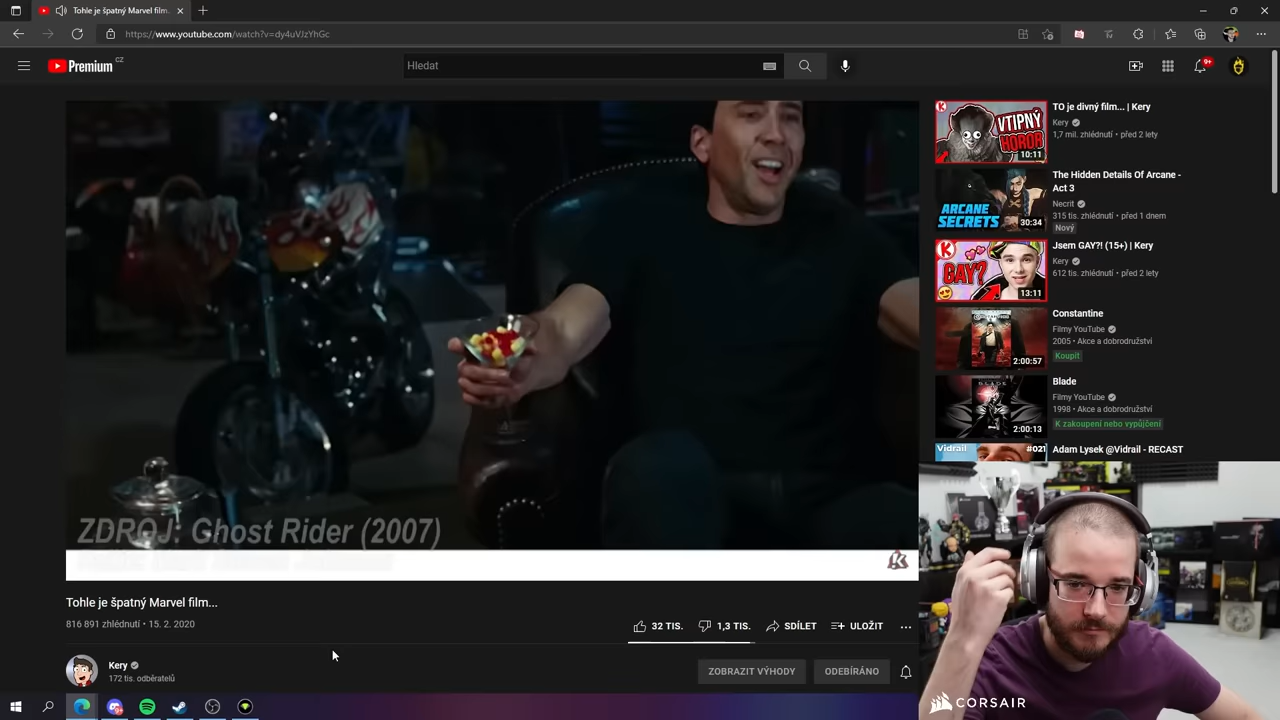 Tohle je špatný Marvel film...
https://www.youtube.com/watch?v=dy4uVJzYhGc
Premium CZ
Hledat
9+
ZDROJ: Ghost Rider (2007)
Tohle je špatný Marvel film...
816 891 zhlédnutí • 15. 2. 2020
32 TIS.
1,3 TIS.
SDÍLET
ULOŽIT
Kery
172 tis. odběratelů
ZOBRAZIT VÝHODY
ODEBÍRÁNO
VTIPNÝ
HOROR
10:11
TO je divný film... | Kery
Kery
1,7 mil. zhlédnutí • před 2 lety
ARCANE
SECRETS
30:34
The Hidden Details Of Arcane -
Act 3
Necrit
315 tis. zhlédnutí • před 1 dnem
Nový
GAY?
13:11
Jsem GAY?! (15+) | Kery
Kery
612 tis. zhlédnutí • před 2 lety
2:00:57
Constantine
Filmy YouTube
2005 • Akce a dobrodružství
Koupit
BLADE
2:00:13
Blade
Filmy YouTube
1998 • Akce a dobrodružství
K zakoupení nebo vypůjčení
Vidrail
#021
Adam Lysek @Vidrail - RECAST
CORSAIR